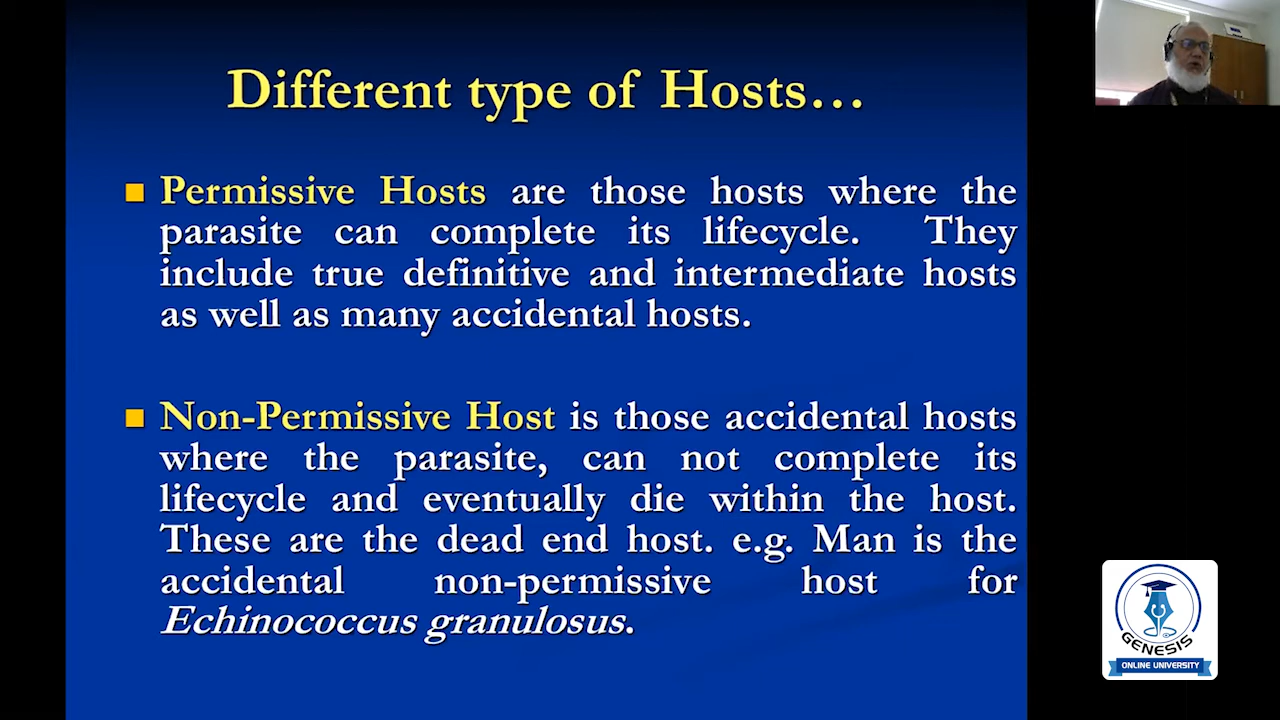 Different type of Hosts...
Permissive Hosts are those hosts where the
parasite can complete its lifecycle. They
include true definitive and intermediate hosts
as well as many accidental hosts.
Non-Permissive Host is those accidental hosts
where the parasite, can not complete its
lifecycle and eventually die within the host.
These are the dead end host. e.g. Man is the
accidental non-permissive host for
Echinococcus granulosus.
GENESIS
ONLINE UNIVERSITY